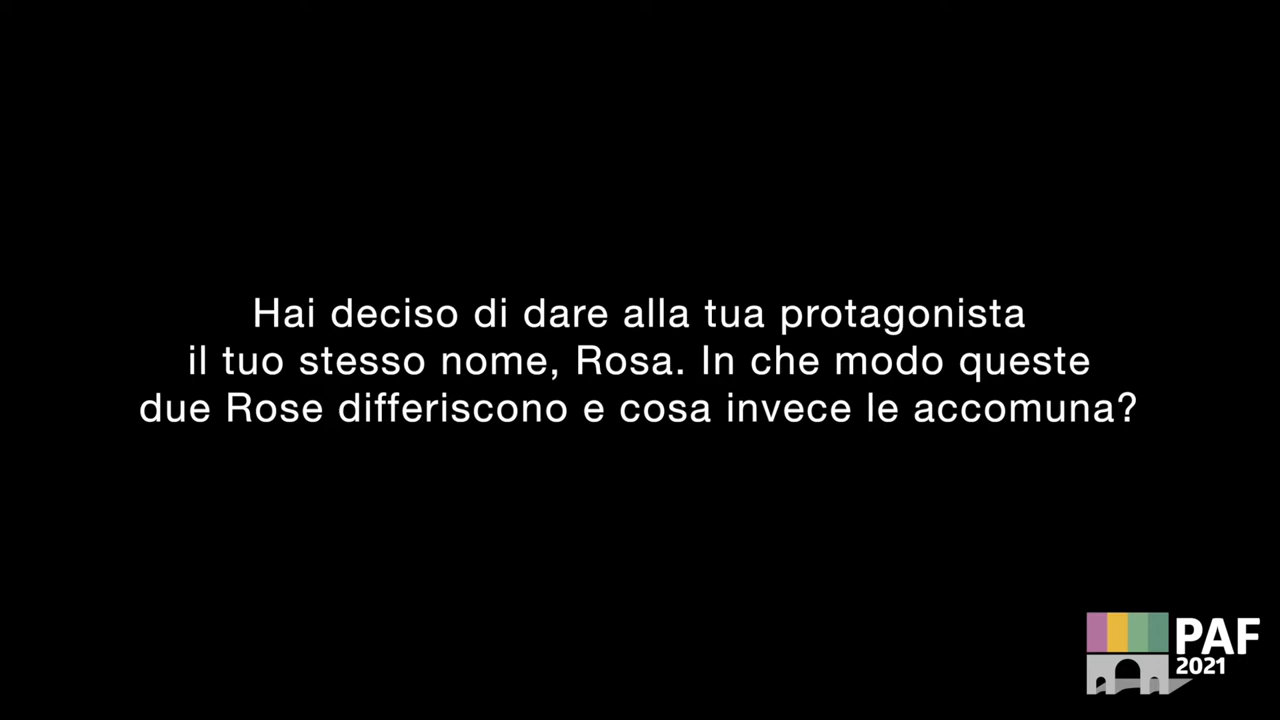 Hai deciso di dare alla tua protagonista
il tuo stesso nome, Rosa. In che modo queste
due Rose differiscono e cosa invece le accomuna?
PAF
2021